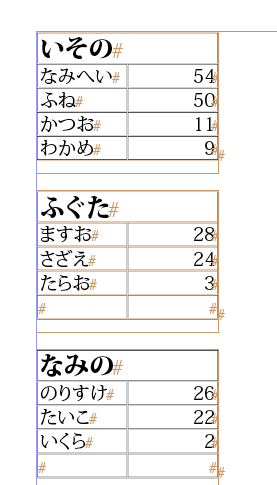 いその#
なみへい# 54#
ふね# 50#
かつお# 11#
わかめ# 9#
#
ふぐた#
ますお# 28#
さざえ# 24#
たらお# 3#
# #
#
なみの#
のりすけ# 26#
たいこ# 22#
いくら# 2#
# #
#